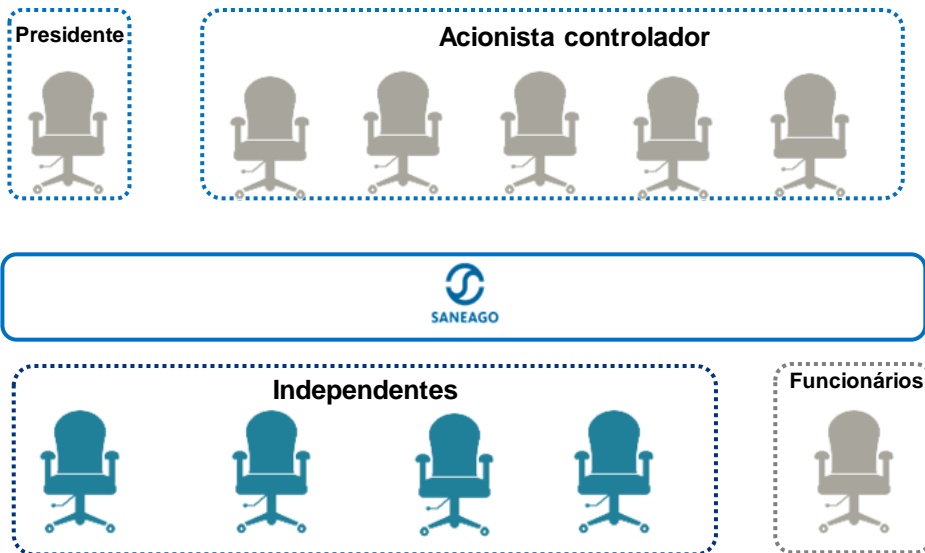 Presidente
Acionista controlador
SANEAGO
Independentes
Funcionários